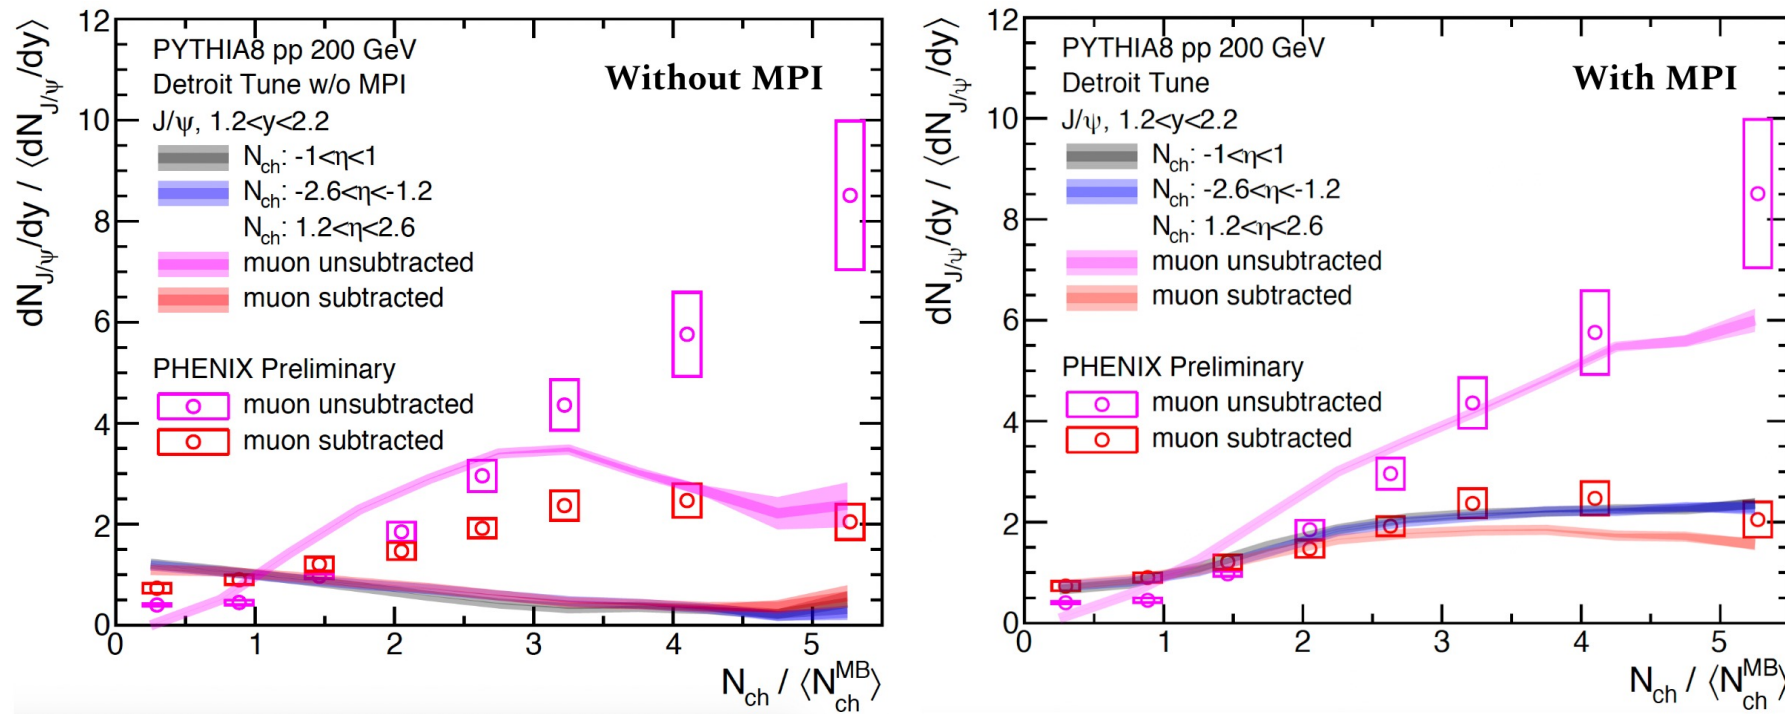 12
10
8
6
4
2
0
0 1 2 3 4 5
dN_J/ψ/dy / ⟨dN_J/ψ/dy⟩
PYTHIA8 pp 200 GeV
Detroit Tune w/o MPI
J/ψ, 1.2<y<2.2
Without MPI
N_ch: -1<η<1
N_ch: -2.6<η<-1.2
N_ch: 1.2<η<2.6
muon unsubtracted
muon subtracted
PHENIX Preliminary
muon unsubtracted
muon subtracted
N_ch / ⟨N_ch^MB⟩
12
10
8
6
4
2
0
0 1 2 3 4 5
dN_J/ψ/dy / ⟨dN_J/ψ/dy⟩
PYTHIA8 pp 200 GeV
Detroit Tune
J/ψ, 1.2<y<2.2
With MPI
N_ch: -1<η<1
N_ch: -2.6<η<-1.2
N_ch: 1.2<η<2.6
muon unsubtracted
muon subtracted
PHENIX Preliminary
muon unsubtracted
muon subtracted
N_ch / ⟨N_ch^MB⟩